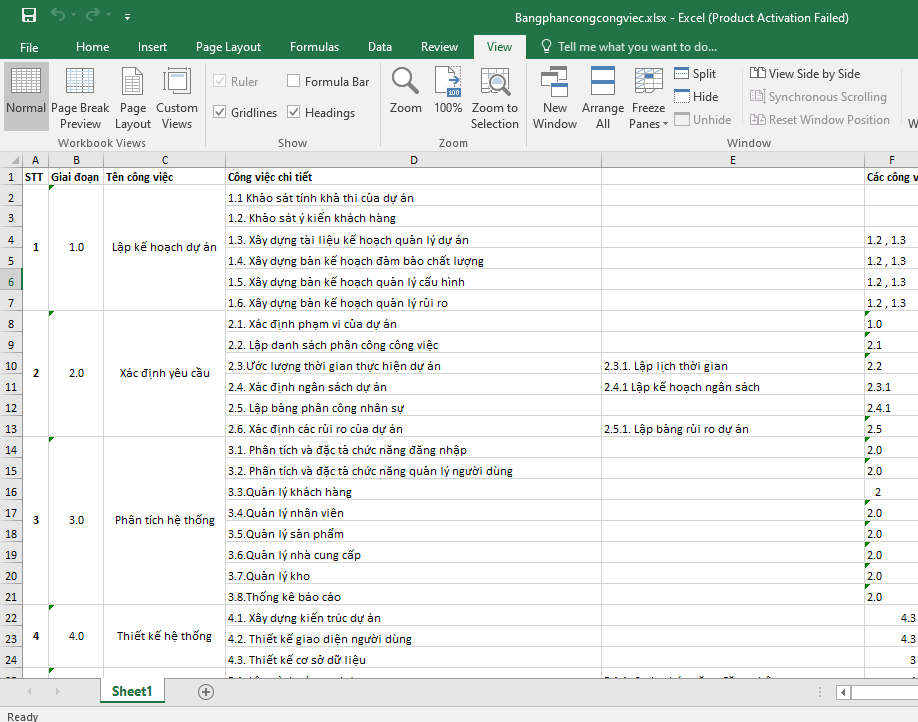 Bangphancongcongviec.xlsx - Excel (Product Activation Failed)
File Home Insert Page Layout Formulas Data Review View Tell me what you want to do...
Normal Page Break Preview Page Layout Custom Views
Workbook Views
Ruler Formula Bar
Gridlines Headings
Show
Zoom 100% Zoom to Selection
Zoom
New Window Arrange All Freeze Panes
Split
Hide
Unhide
View Side by Side
Synchronous Scrolling
Reset Window Position
Window
A B C D E F
1 STT Giai đoạn Tên công việc Công việc chi tiết Các công v
2 1.1 Khảo sát tính khả thi của dự án
3 1.2. Khảo sát ý kiến khách hàng
4 1.3. Xây dựng tài liệu kế hoạch quản lý dự án 1.2 , 1.3
1 1.0 Lập kế hoạch dự án
5 1.4. Xây dựng bản kế hoạch đảm bảo chất lượng 1.2 , 1.3
6 1.5. Xây dựng bản kế hoạch quản lý cấu hình 1.2 , 1.3
7 1.6. Xây dựng bản kế hoạch quản lý rủi ro 1.2 , 1.3
8 2.1. Xác định phạm vi của dự án 1.0
9 2.2. Lập danh sách phân công công việc 2.1
10 2.3.Ước lượng thời gian thực hiện dự án 2.3.1. Lập lịch thời gian 2.2
2 2.0 Xác định yêu cầu
11 2.4. Xác định ngân sách dự án 2.4.1 Lập kế hoạch ngân sách 2.3.1
12 2.5. Lập bảng phân công nhân sự 2.4.1
13 2.6. Xác định các rủi ro của dự án 2.5.1. Lập bảng rủi ro dự án 2.5
14 3.1. Phân tích và đặc tả chức năng đăng nhập 2.0
15 3.2. Phân tích và đặc tả chức năng quản lý người dùng 2.0
16 3.3.Quản lý khách hàng 2
17 3.4.Quản lý nhân viên 2.0
3 3.0 Phân tích hệ thống
18 3.5.Quản lý sản phẩm 2.0
19 3.6.Quản lý nhà cung cấp 2.0
20 3.7.Quản lý kho 2.0
21 3.8.Thống kê báo cáo 2.0
22 4.1. Xây dựng kiến trúc dự án 4.3
23 4 4.0 Thiết kế hệ thống 4.2. Thiết kế giao diện người dùng 4.3
24 4.3. Thiết kế cơ sở dữ liệu 3
Sheet1
Ready